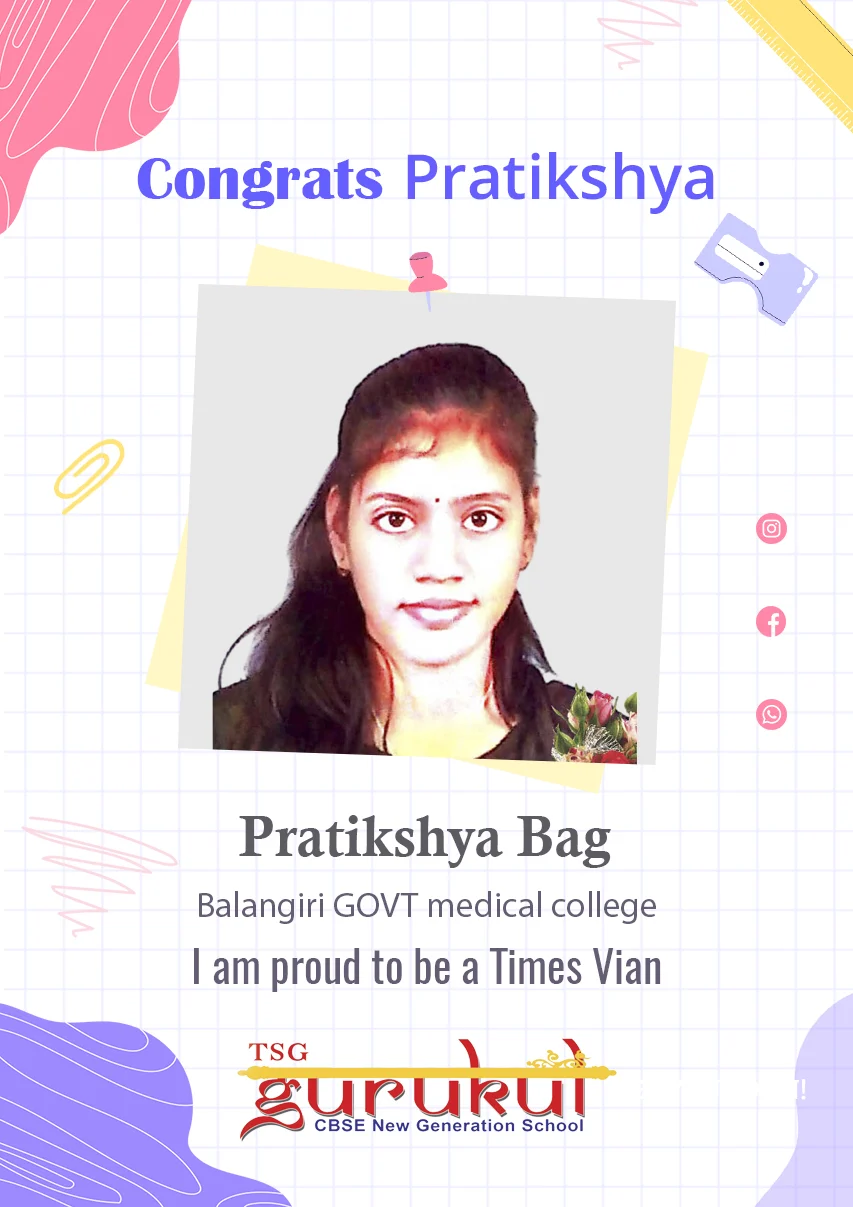 Congrats Pratikshya
Pratikshya Bag
Balangiri GOVT medical college
I am proud to be a Times Vian
TSG
gurukul
CBSE New Generation School